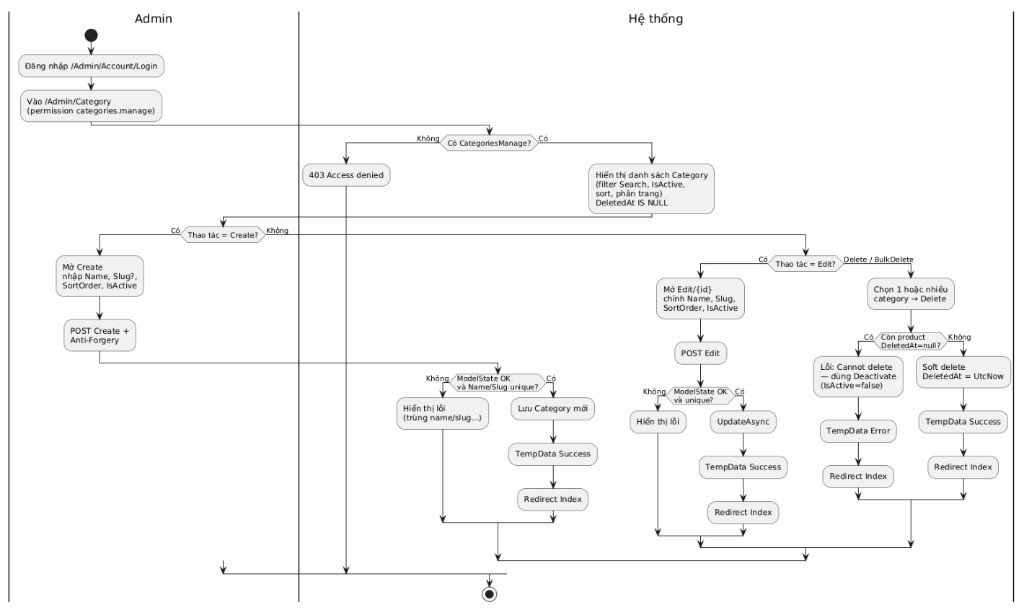 Admin
Hệ thống
Đăng nhập /Admin/Account/Login
Vào /Admin/Category
(permission categories.manage)
Không
Có CategoriesManage?
Có
403 Access denied
Hiển thị danh sách Category
(filter Search, IsActive,
sort, phân trang)
DeletedAt IS NULL
Có
Thao tác = Create?
Không
Mở Create
nhập Name, Slug?,
SortOrder, IsActive
POST Create +
Anti-Forgery
Không
ModelState OK
và Name/Slug unique?
Có
Hiển thị lỗi
(trùng name/slug...)
Lưu Category mới
TempData Success
Redirect Index
Có
Thao tác = Edit?
Delete / BulkDelete
Mở Edit/{id}
chỉnh Name, Slug,
SortOrder, IsActive
POST Edit
Không
ModelState OK
và unique?
Có
Hiển thị lỗi
UpdateAsync
TempData Success
Redirect Index
Chọn 1 hoặc nhiều
category → Delete
Có
Còn product
DeletedAt=null?
Không
Lỗi: Cannot delete
— dùng Deactivate
(IsActive=false)
TempData Error
Redirect Index
Soft delete
DeletedAt = UtcNow
TempData Success
Redirect Index